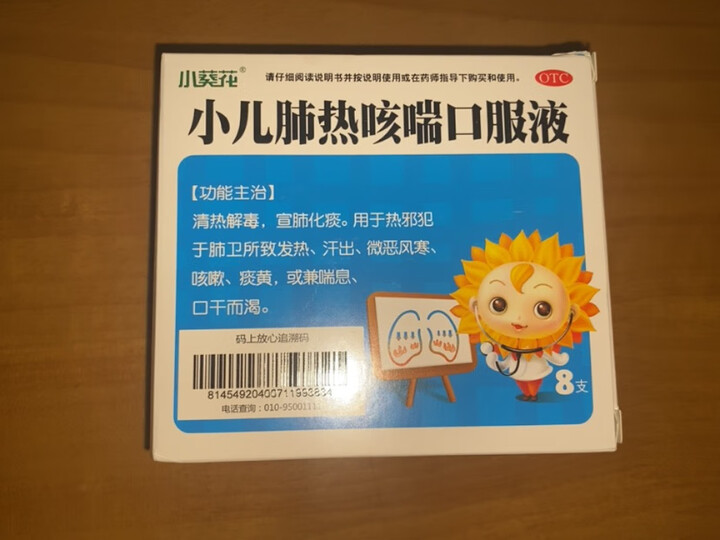 小葵花®
请仔细阅读说明书并按说明使用或在药师指导下购买和使用。
OTC
小儿肺热咳喘口服液
【功能主治】
清热解毒，宣肺化痰。用于热邪犯
于肺卫所致发热、汗出、微恶风寒、
咳嗽、痰黄，或兼喘息、
口干而渴。
码上放心追溯码
电话查询：
8支